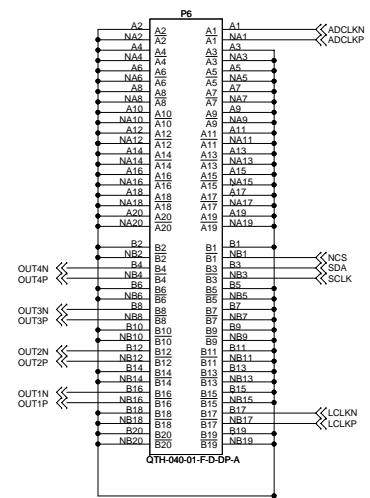 P6
A2 A2 A1 A1 ADCLKN
NA2 A2 A1 NA1 ADCLKP
A4 A4 A3 A3
NA4 A4 A3 NA3
A6 A6 A5 A5
NA6 A6 A5 NA5
A8 A8 A7 A7
NA8 A8 A7 NA7
A10 A10 A9 A9
NA10 A10 A9 NA9
A12 A12 A11 A11
NA12 A12 A11 NA11
A14 A14 A13 A13
NA14 A14 A13 NA13
A16 A16 A15 A15
NA16 A16 A15 NA15
A18 A18 A17 A17
NA18 A18 A17 NA17
A20 A20 A19 A19
NA20 A20 A19 NA19
B2 B2 B1 B1
NB2 B2 B1 NB1 NCS
OUT4N B4 B4 B3 B3 SDA
OUT4P NB4 B4 B3 NB3 SCLK
B6 B6 B5 B5
NB6 B6 B5 NB5
OUT3N B8 B8 B7 B7
OUT3P NB8 B8 B7 NB7
B10 B10 B9 B9
NB10 B10 B9 NB9
OUT2N B12 B12 B11 B11
OUT2P NB12 B12 B11 NB11
B14 B14 B13 B13
NB14 B14 B13 NB13
OUT1N B16 B16 B15 B15
OUT1P NB16 B16 B15 NB15
B18 B18 B17 B17 LCLKN
NB18 B18 B17 NB17 LCLKP
B20 B20 B19 B19
NB20 B20 B19 NB19
QTH-040-01-F-D-DP-A